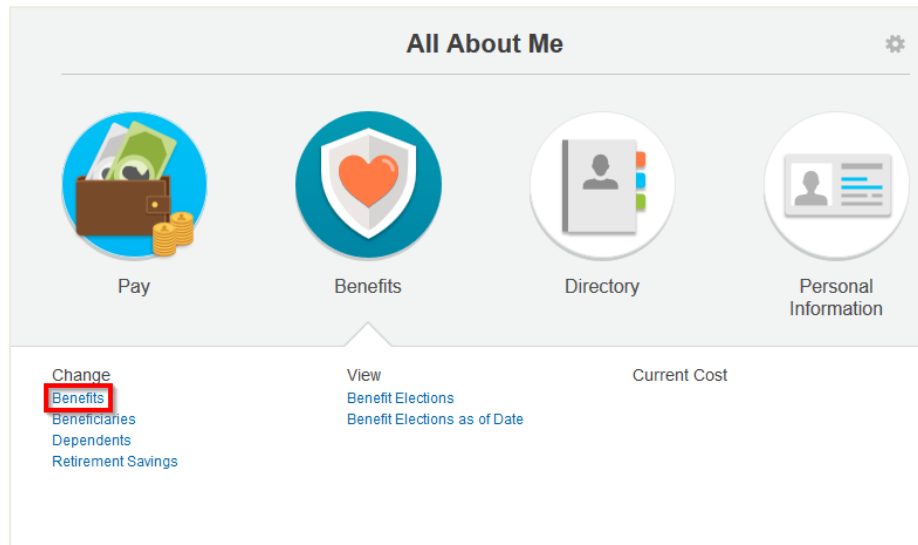 All About Me
Pay
Benefits
Directory
Personal
Information
Change
Benefits
Beneficiaries
Dependents
Retirement Savings
View
Benefit Elections
Benefit Elections as of Date
Current Cost